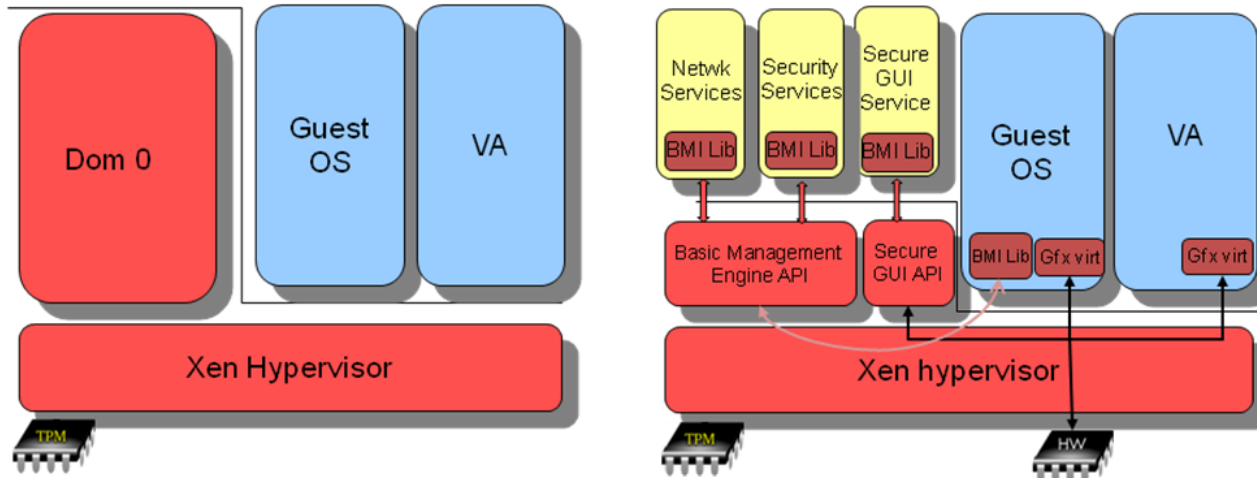 Dom 0
Guest
OS
VA
Xen Hypervisor
TPM
Netwk
Services
BMI Lib
Security
Services
BMI Lib
Secure
GUI
Service
BMI Lib
Guest
OS
VA
BMI Lib
Gfx virt
Gfx virt
Basic Management
Engine API
Secure
GUI API
Xen hypervisor
TPM
HW